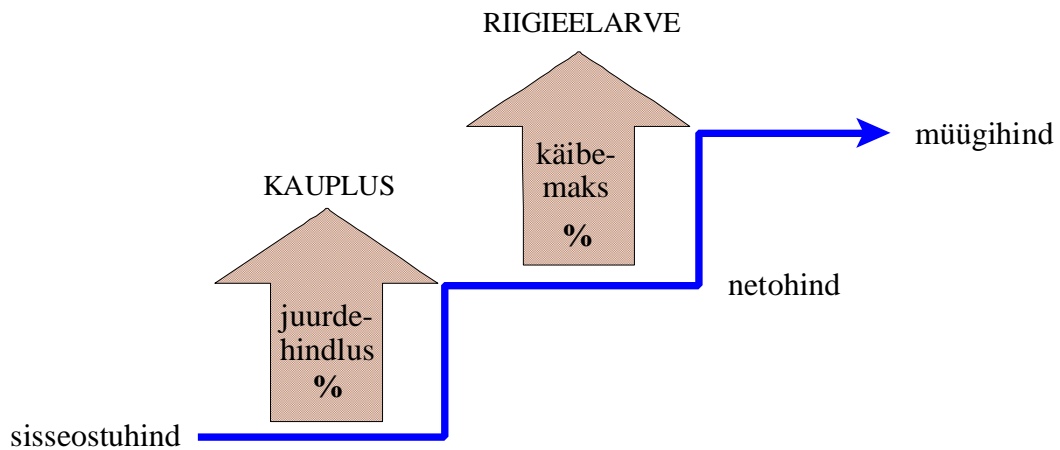 RIIGIEELARVE
käibe-
maks
%
müügihind
KAUPLUS
juurde-
hindlus
%
netohind
sisseostuhind